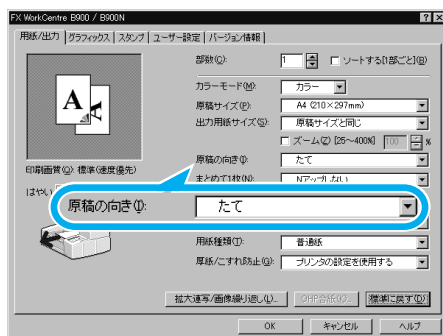 FX WorkCentre B900 / B900N
用紙/出力 グラフィックス スタンプ ユーザー設定 バージョン情報
部数(C): 1 ソートする[1部ごと](B)
カラーモード(M): カラー
原稿サイズ(P): A4 (210×297mm)
出力用紙サイズ(S): 原稿サイズと同じ
ズーム(Z) [25～400%] 100 %
原稿の向き(I): たて
まとめて1枚(N): Nアップしない
印刷画質(Q): 標準(速度優先)
はやい
原稿の向き(I): たて
用紙種類(T): 普通紙
厚紙/こすれ防止(G): プリンタの設定を使用する
拡大連写/画像繰り返し(L)... OHP合紙(O)... 標準に戻す(D)
OK キャンセル ヘルプ
A
A